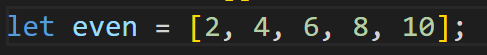 let even = [2, 4, 6, 8, 10];